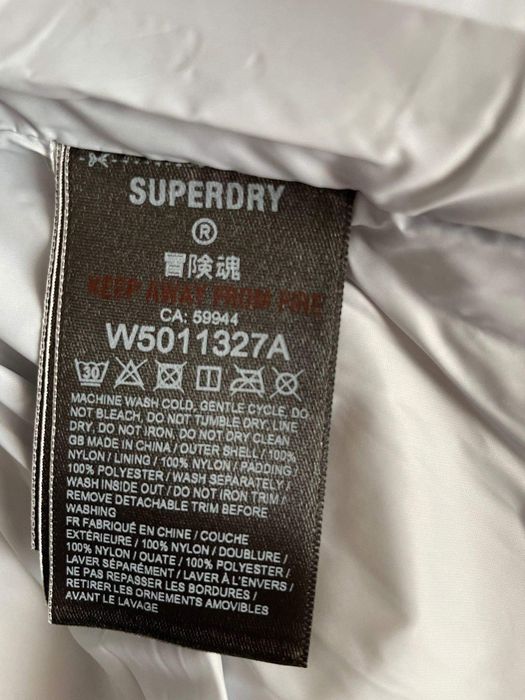 SUPERDRY
®
冒険魂
KEEP AWAY FROM FIRE
CA: 59944
W5011327A
30
MACHINE WASH COLD, GENTLE CYCLE, DO
NOT BLEACH, DO NOT TUMBLE DRY, LINE
DRY, DO NOT IRON, DO NOT DRY CLEAN
GB MADE IN CHINA / OUTER SHELL / 100%
NYLON / LINING / 100% NYLON / PADDING /
100% POLYESTER / WASH SEPARATELY /
WASH INSIDE OUT / DO NOT IRON TRIM /
REMOVE DETACHABLE TRIM BEFORE
WASHING
FR FABRIQUÉ EN CHINE / COUCHE
EXTÉRIEURE / 100% NYLON / DOUBLURE /
100% NYLON / OUATE / 100% POLYESTER /
LAVER SÉPARÉMENT / LAVER À L'ENVERS /
NE PAS REPASSER LES BORDURES /
RETIRER LES ORNEMENTS AMOVIBLES
AVANT LE LAVAGE